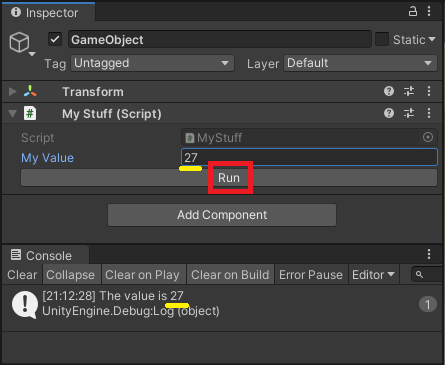 Inspector
GameObject
Static
Tag Untagged Layer Default
Transform
# My Stuff (Script)
Script # MyStuff
My Value 27
Run
Add Component
Console
Clear Collapse Clear on Play Clear on Build Error Pause Editor
[21:12:28] The value is 27
1
UnityEngine.Debug:Log (object)